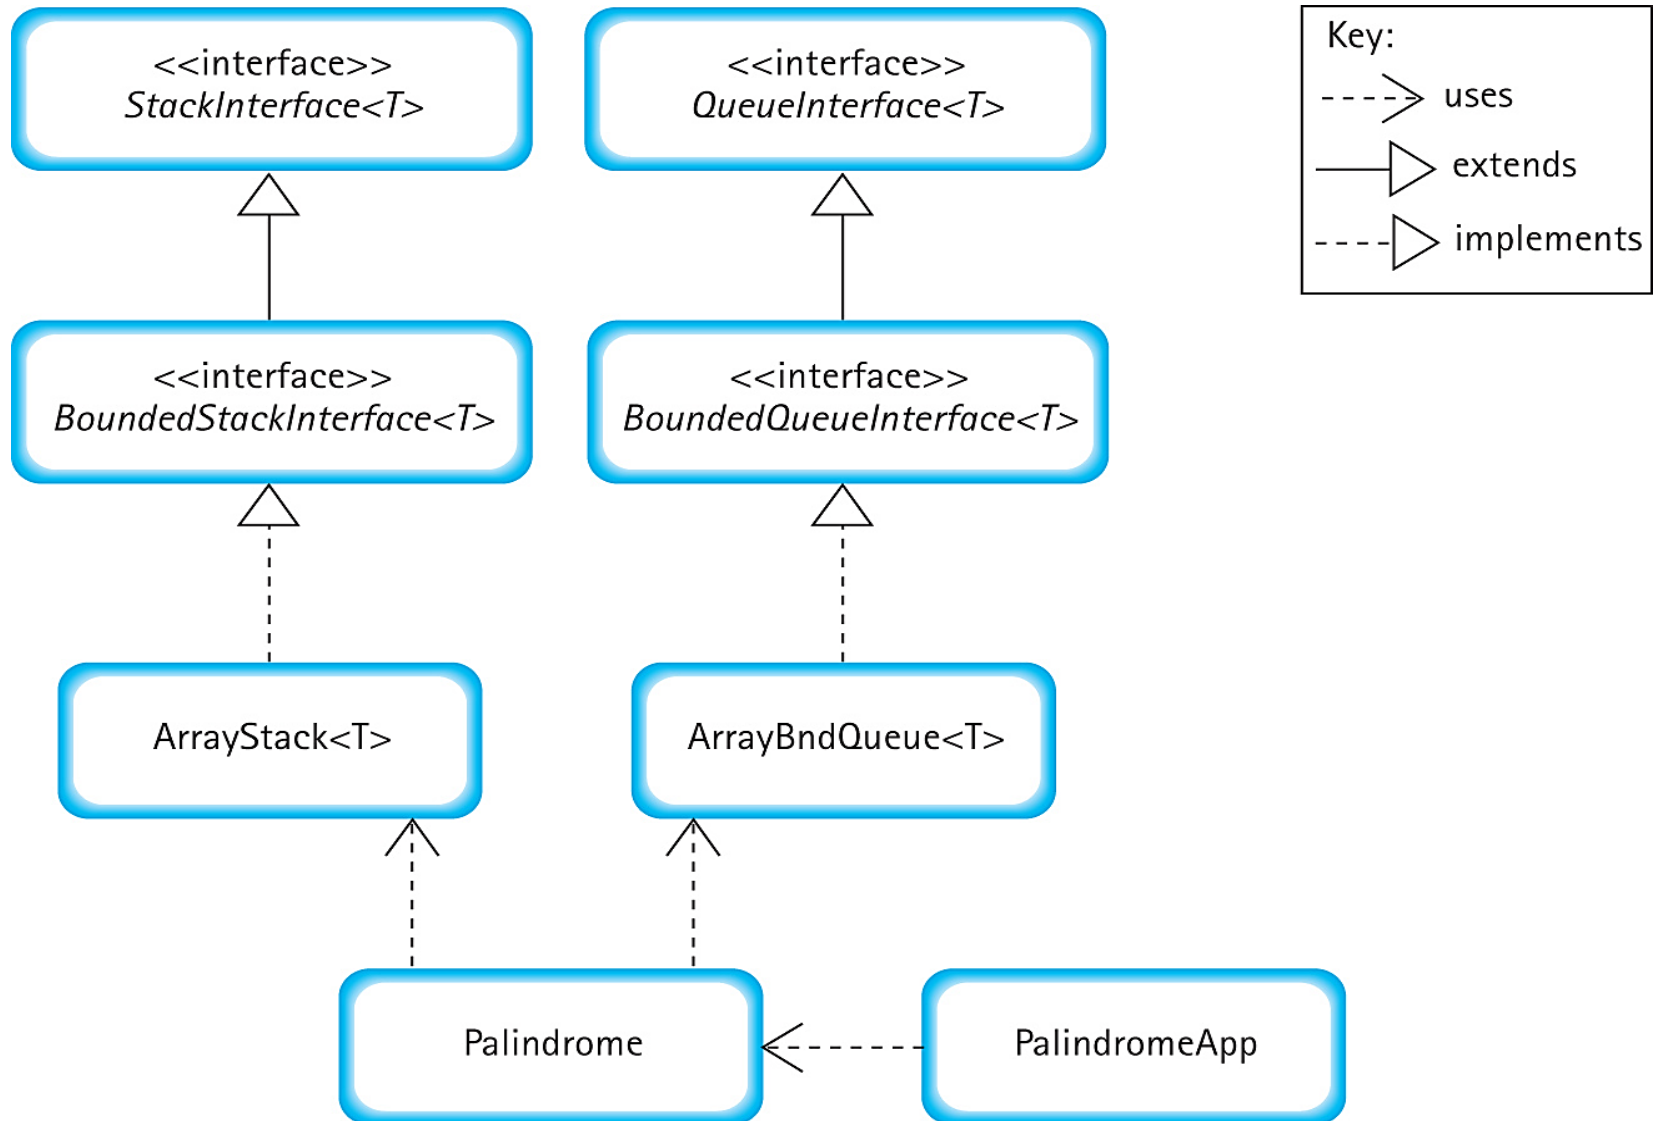 <<interface>>
StackInterface<T>
<<interface>>
QueueInterface<T>
Key:
uses
extends
implements
<<interface>>
BoundedStackInterface<T>
<<interface>>
BoundedQueueInterface<T>
ArrayStack<T>
ArrayBndQueue<T>
Palindrome
PalindromeApp